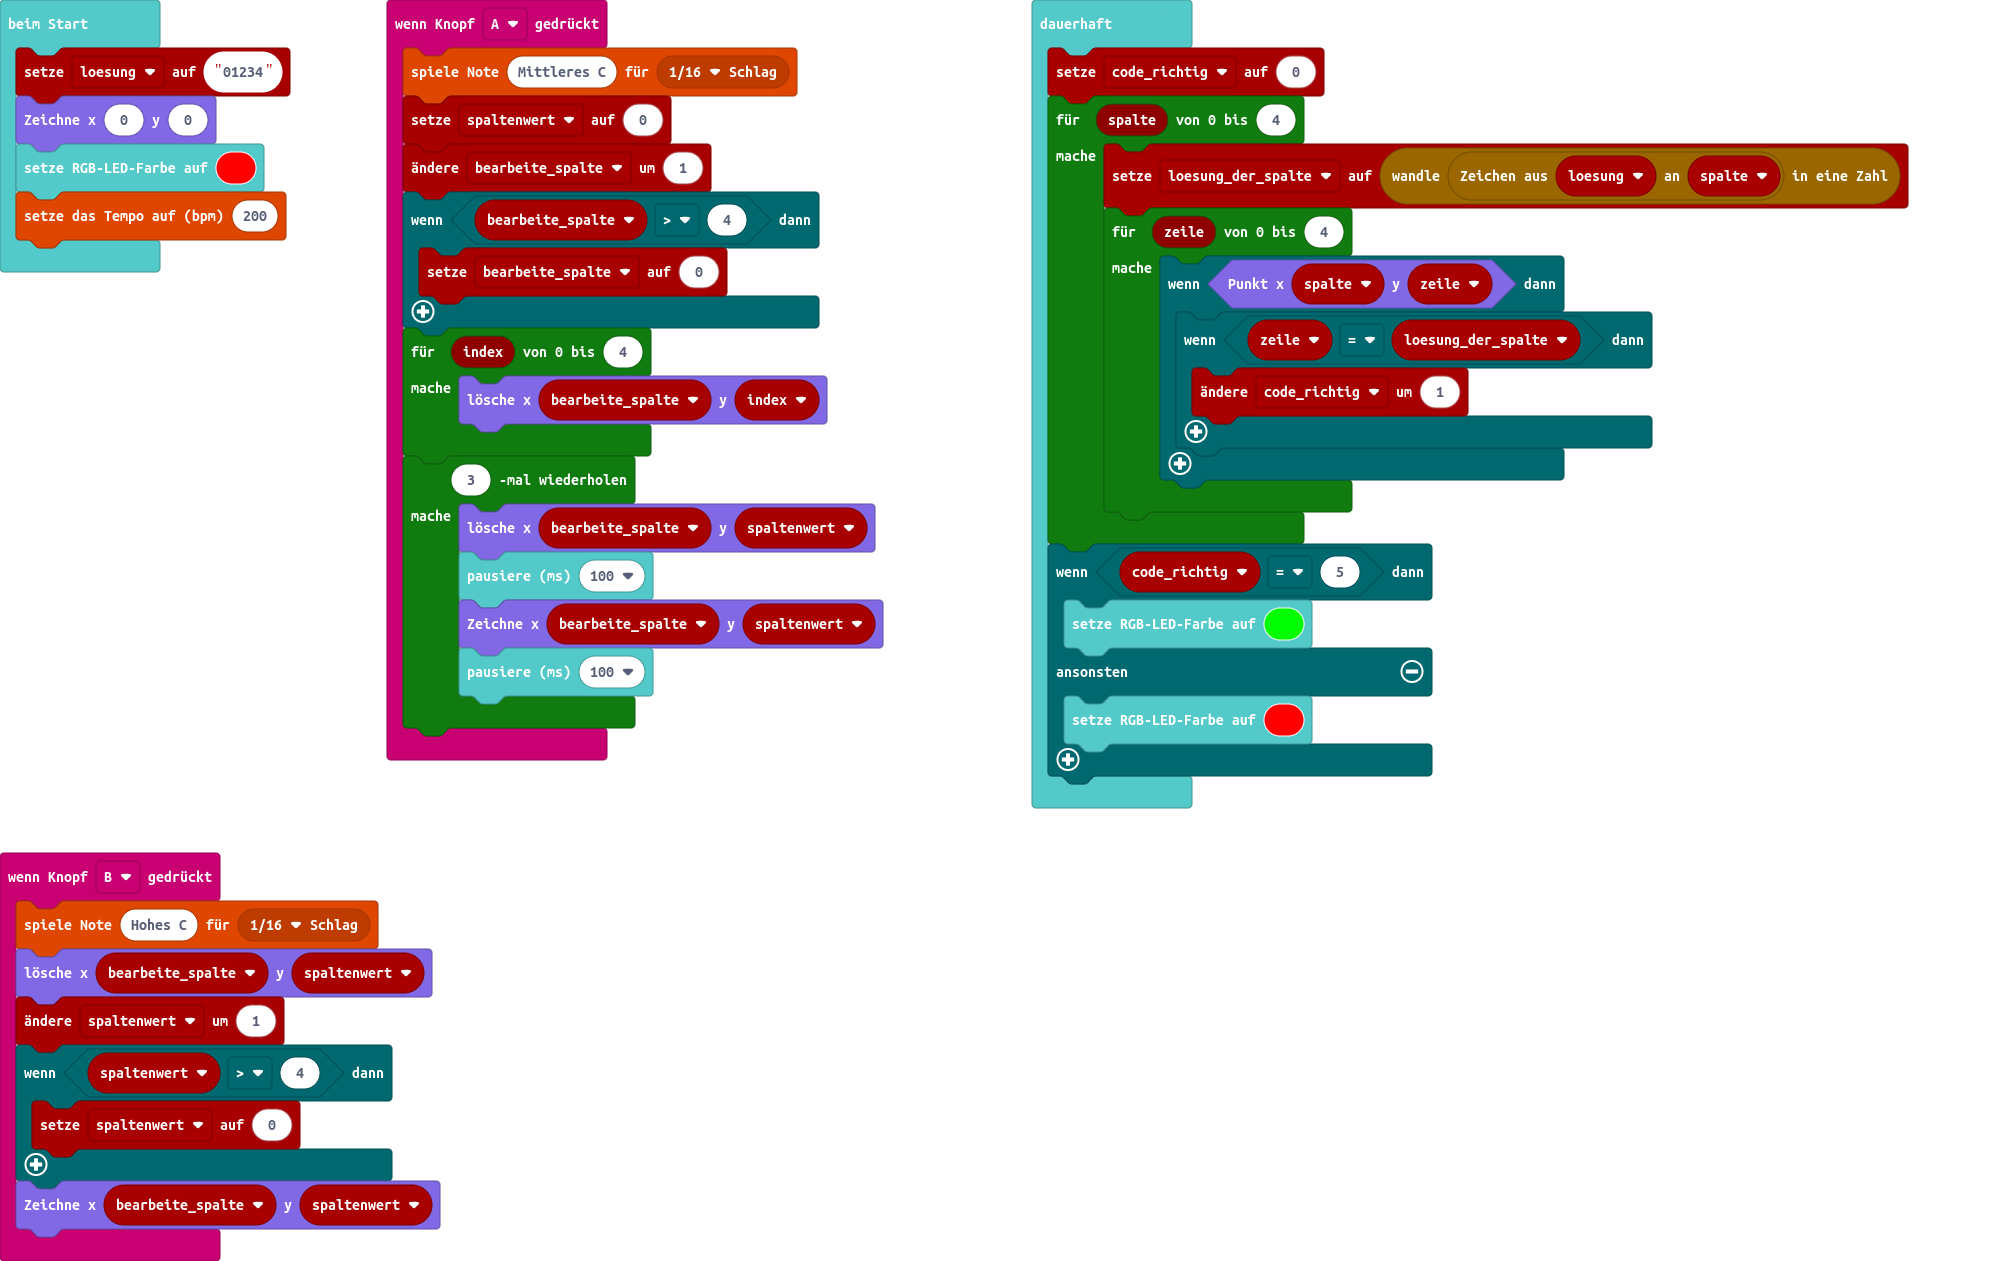 beim Start
setze loesung auf "01234"
Zeichne x 0 y 0
setze RGB-LED-Farbe auf
setze das Tempo auf (bpm) 200
wenn Knopf A gedrückt
spiele Note Mittleres C für 1/16 Schlag
setze spaltenwert auf 0
ändere bearbeite_spalte um 1
wenn bearbeite_spalte > 4 dann
setze bearbeite_spalte auf 0
für index von 0 bis 4
mache lösche x bearbeite_spalte y index
3 -mal wiederholen
mache lösche x bearbeite_spalte y spaltenwert
pausiere (ms) 100
Zeichne x bearbeite_spalte y spaltenwert
pausiere (ms) 100
dauerhaft
setze code_richtig auf 0
für spalte von 0 bis 4
mache setze loesung_der_spalte auf wandle Zeichen aus loesung an spalte in eine Zahl
für zeile von 0 bis 4
mache wenn Punkt x spalte y zeile dann
wenn zeile = loesung_der_spalte dann
ändere code_richtig um 1
wenn code_richtig = 5 dann
setze RGB-LED-Farbe auf
ansonsten
setze RGB-LED-Farbe auf
wenn Knopf B gedrückt
spiele Note Hohes C für 1/16 Schlag
lösche x bearbeite_spalte y spaltenwert
ändere spaltenwert um 1
wenn spaltenwert > 4 dann
setze spaltenwert auf 0
Zeichne x bearbeite_spalte y spaltenwert